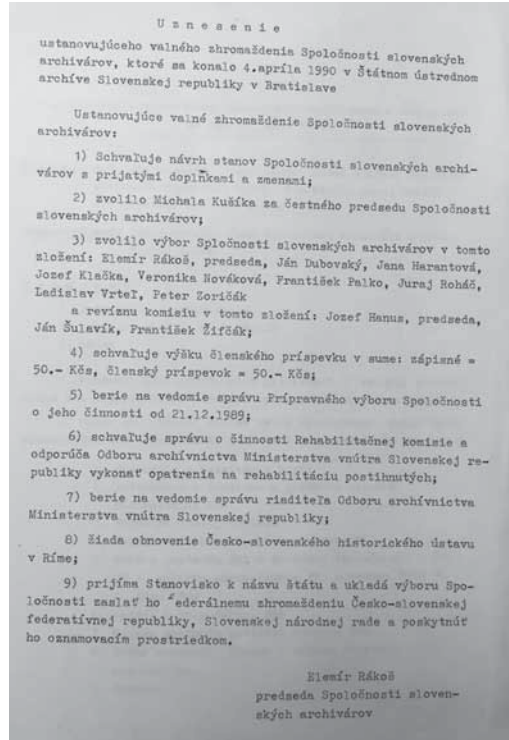 U z n e s e n i e
ustanovujúceho valného zhromaždenia Spoločnosti slovenských
archivárov, ktoré sa konalo 4.apríla 1990 v Štátnom ústrednom
archíve Slovenskej republiky v Bratislave
Ustanovujúce valné zhromaždenie Spoločnosti slovenských
archivárov:
1) Schvaľuje návrh stanov Spoločnosti slovenských archi-
várov s prijatými doplňkami a zmenami;
2) zvolilo Michala Kušíka za čestného predsedu Spoločnosti
slovenských archivárov;
3) zvolilo výbor Spločnosti slovenských archivárov v tomto
zložení: Elemír Rákoš, predseda, Ján Dubovský, Jana Harantová,
Jozef Klačka, Veronika Nováková, František Palko, Juraj Roháč,
Ladislav Vrteľ, Peter Zoričák
a revíznu komisiu v tomto zložení: Jozef Hanus, predseda,
Ján Šulavík, František Žifčák;
4) schvaľuje výšku členského príspevku v sume: zápisné =
50.- Kčs, členský príspevok = 50.- Kčs;
5) berie na vedomie správu Prípravného výboru Spoločnosti
o jeho činnosti od 21.12.1989;
6) schvaľuje správu o činnosti Rehabilitačnej komisie a
odporúča Odboru archívnictva Ministerstva vnútra Slovenskej re-
publiky vykonať opatrenia na rehabilitáciu postihnutých;
7) berie na vedomie správu riaditeľa Odboru archívnictva
Ministerstva vnútra Slovenskej republiky;
8) žiada obnovenie Česko-slovenského historického ústavu
v Ríme;
9) prijíma Stanovisko k názvu štátu a ukladá výboru Spo-
ločnosti zaslať ho Federálnemu zhromaždeniu Česko-slovenskej
federatívnej republiky, Slovenskej národnej rade a poskytnúť
ho oznamovacím prostriedkom.
Elemír Rákoš
predseda Spoločnosti sloven-
ských archivárov